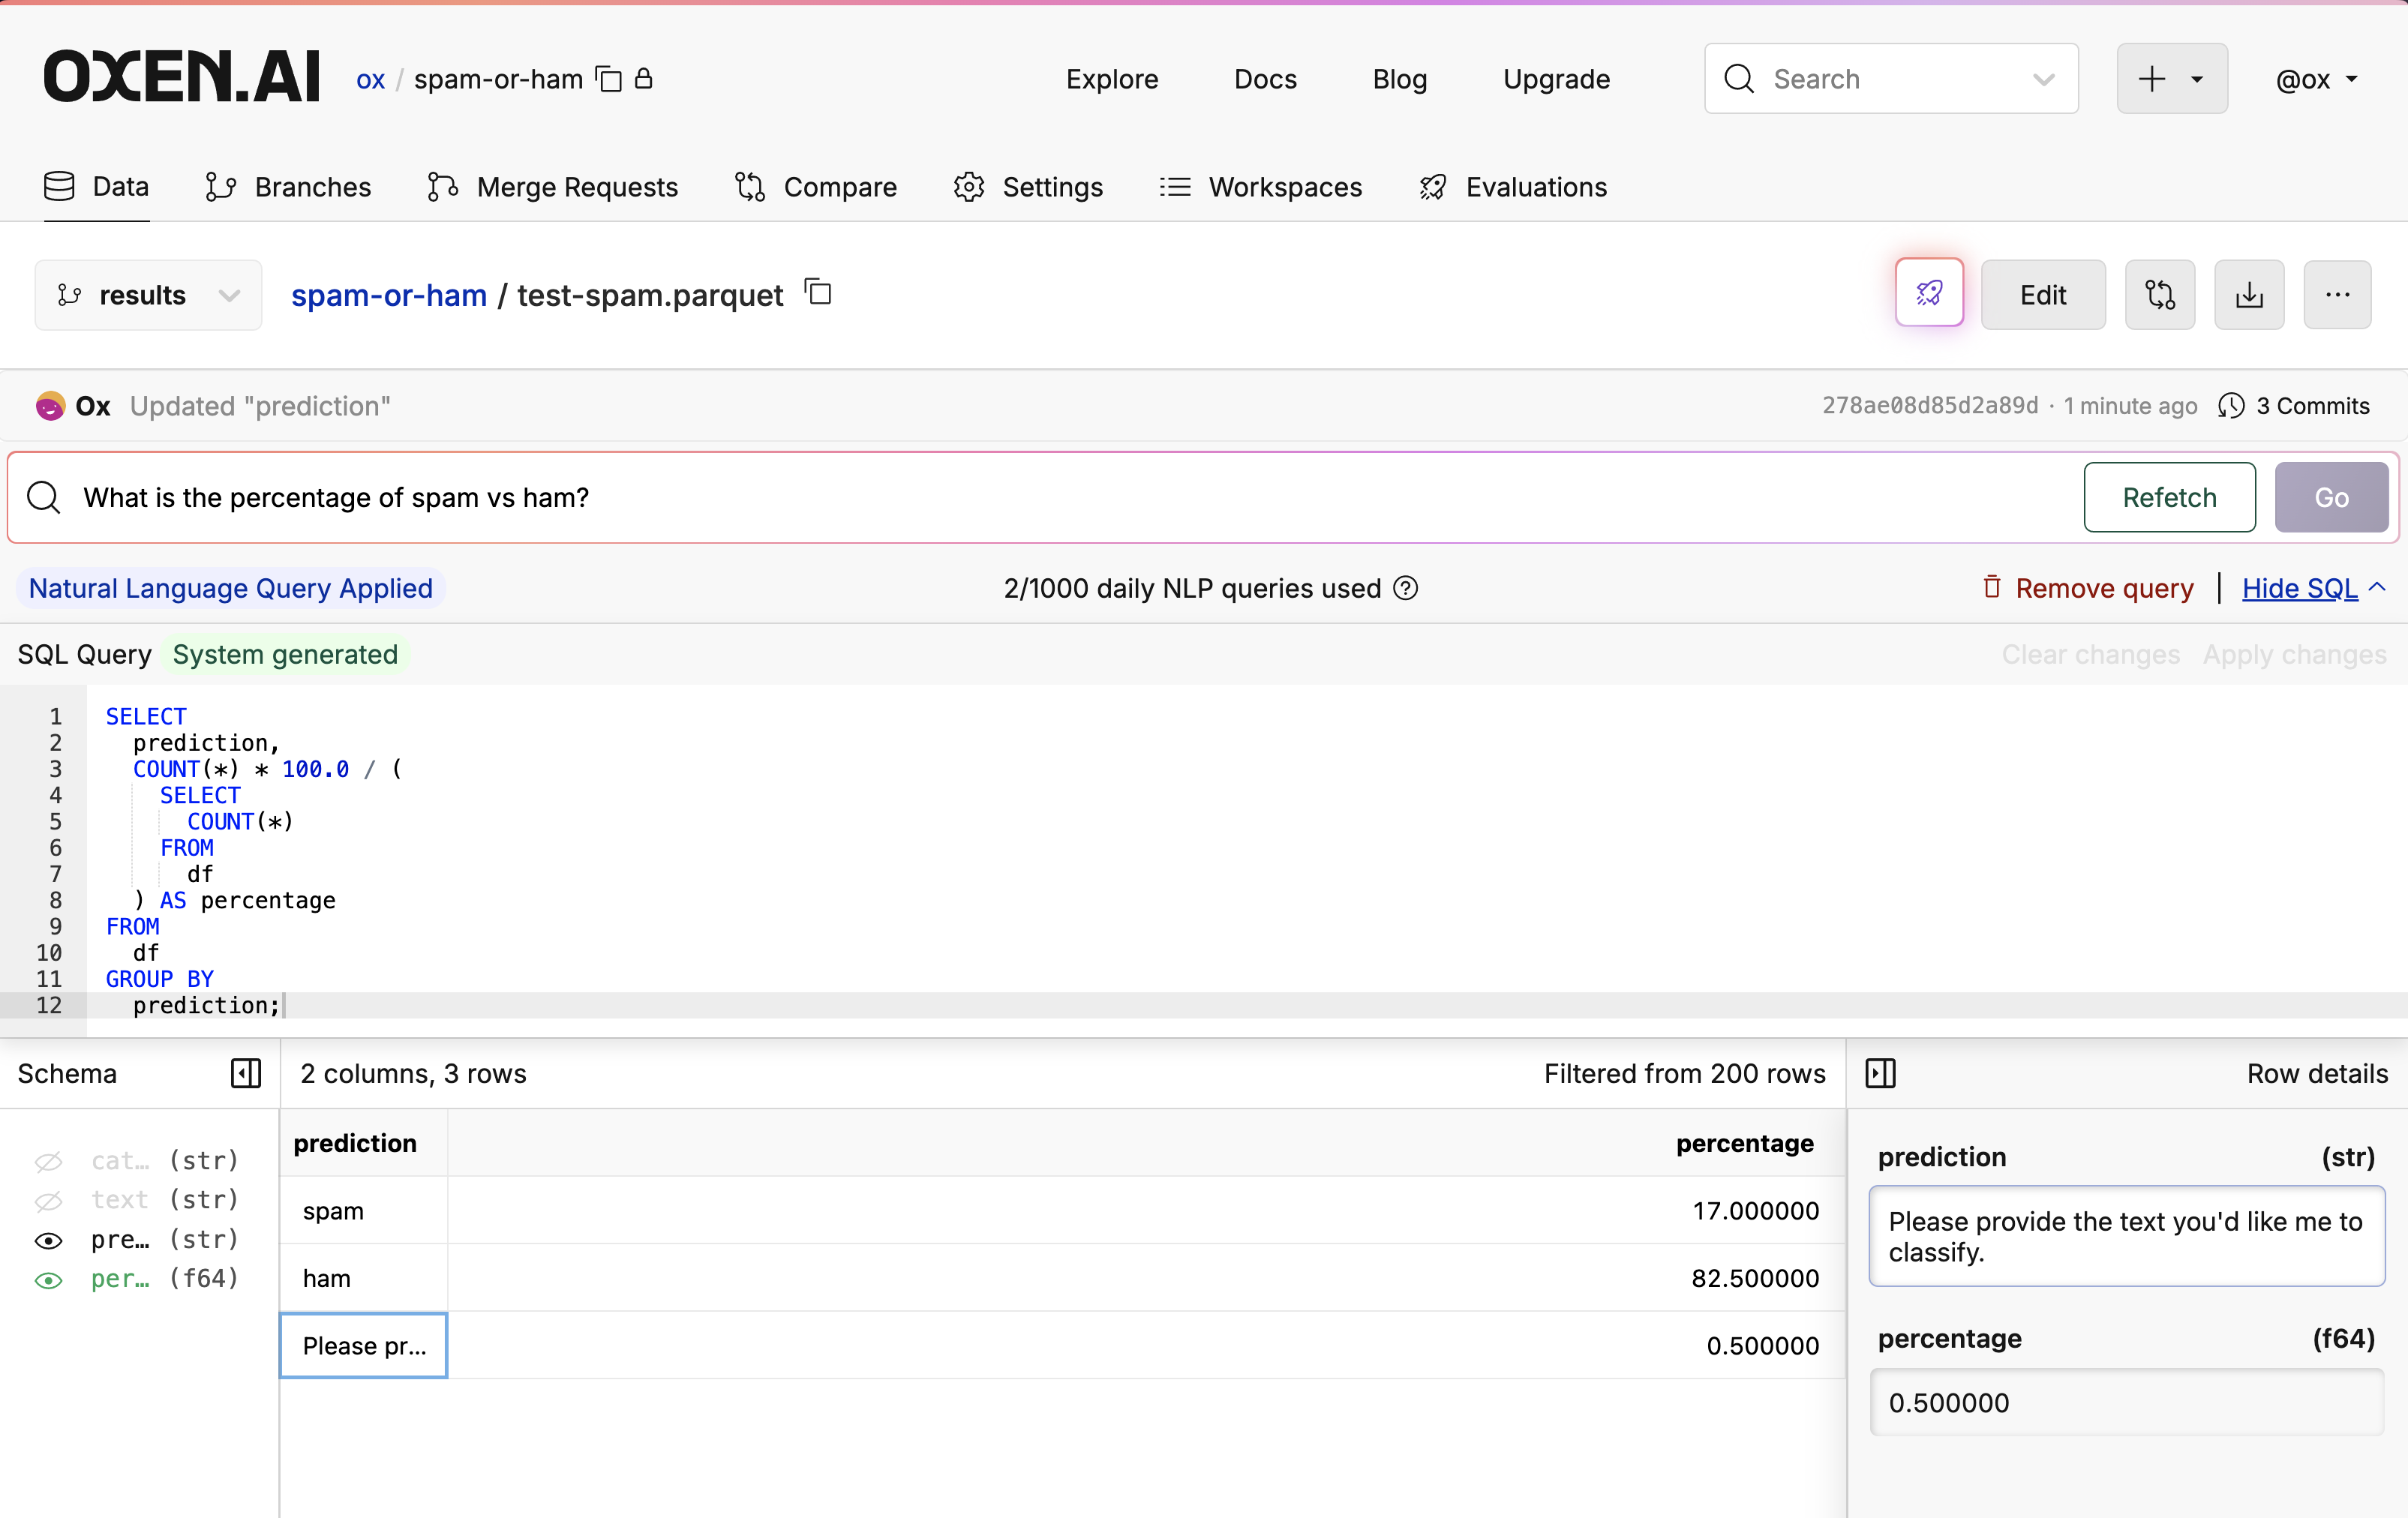 OXEN.AI ox / spam-or-ham Explore Docs Blog Upgrade Search @ox
Data Branches Merge Requests Compare Settings Workspaces Evaluations
results spam-or-ham / test-spam.parquet Edit
Ox Updated "prediction" 278ae08d85d2a89d · 1 minute ago 3 Commits
What is the percentage of spam vs ham? Refetch Go
Natural Language Query Applied 2/1000 daily NLP queries used Remove query | Hide SQL
SQL Query System generated Clear changes Apply changes
1 SELECT
2 prediction,
3 COUNT(*) * 100.0 / (
4 SELECT
5 COUNT(*)
6 FROM
7 df
8 ) AS percentage
9 FROM
10 df
11 GROUP BY
12 prediction;
Schema 2 columns, 3 rows Filtered from 200 rows Row details
cat... (str)
text (str)
pre... (str)
per... (f64)
prediction percentage
spam 17.000000
ham 82.500000
Please pr... 0.500000
prediction (str)
Please provide the text you'd like me to
classify.
percentage (f64)
0.500000